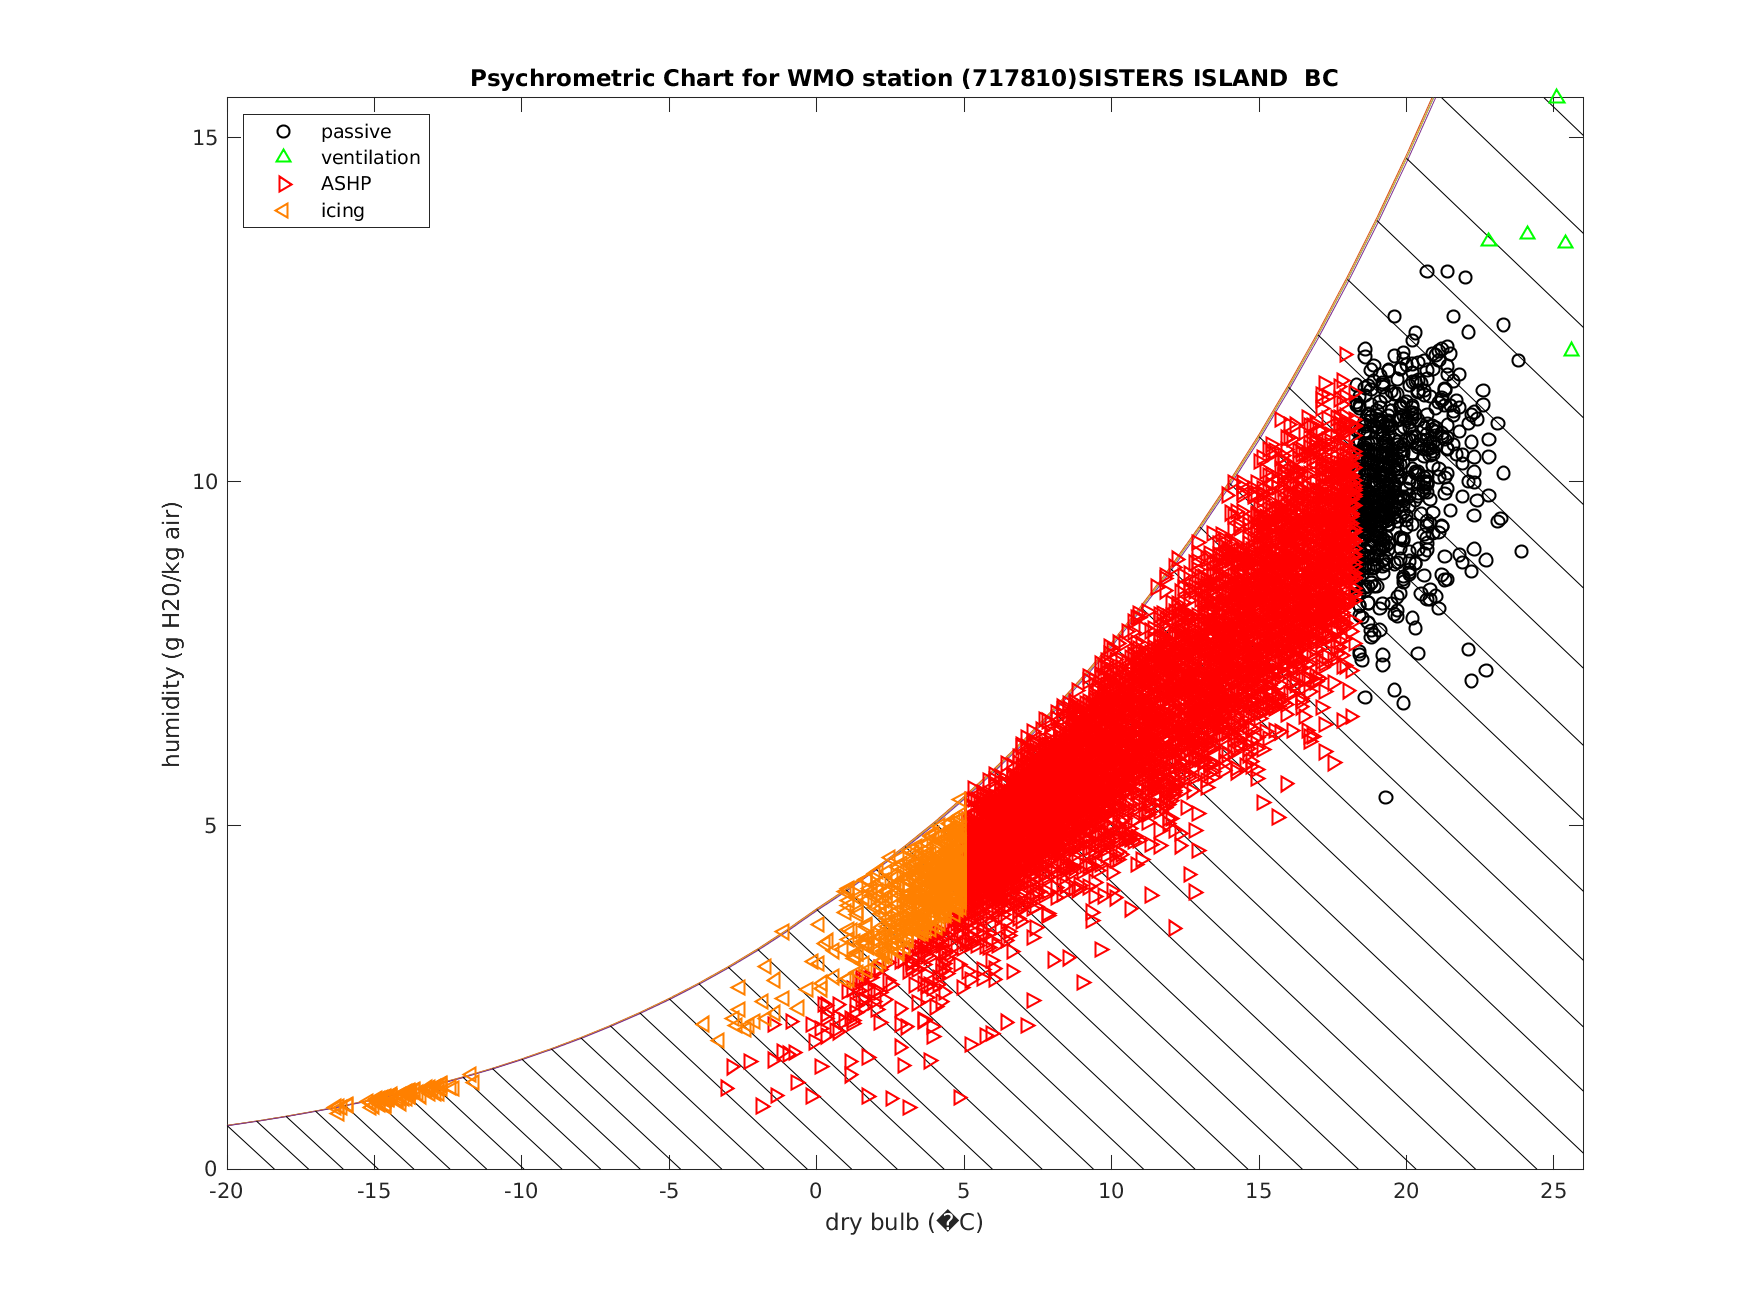 Psychrometric Chart for WMO station (717810)SISTERS ISLAND  BC
passive
ventilation
ASHP
icing
humidity (g H20/kg air)
15
10
5
0
-20 -15 -10 -5 0 5 10 15 20 25
dry bulb (�C)